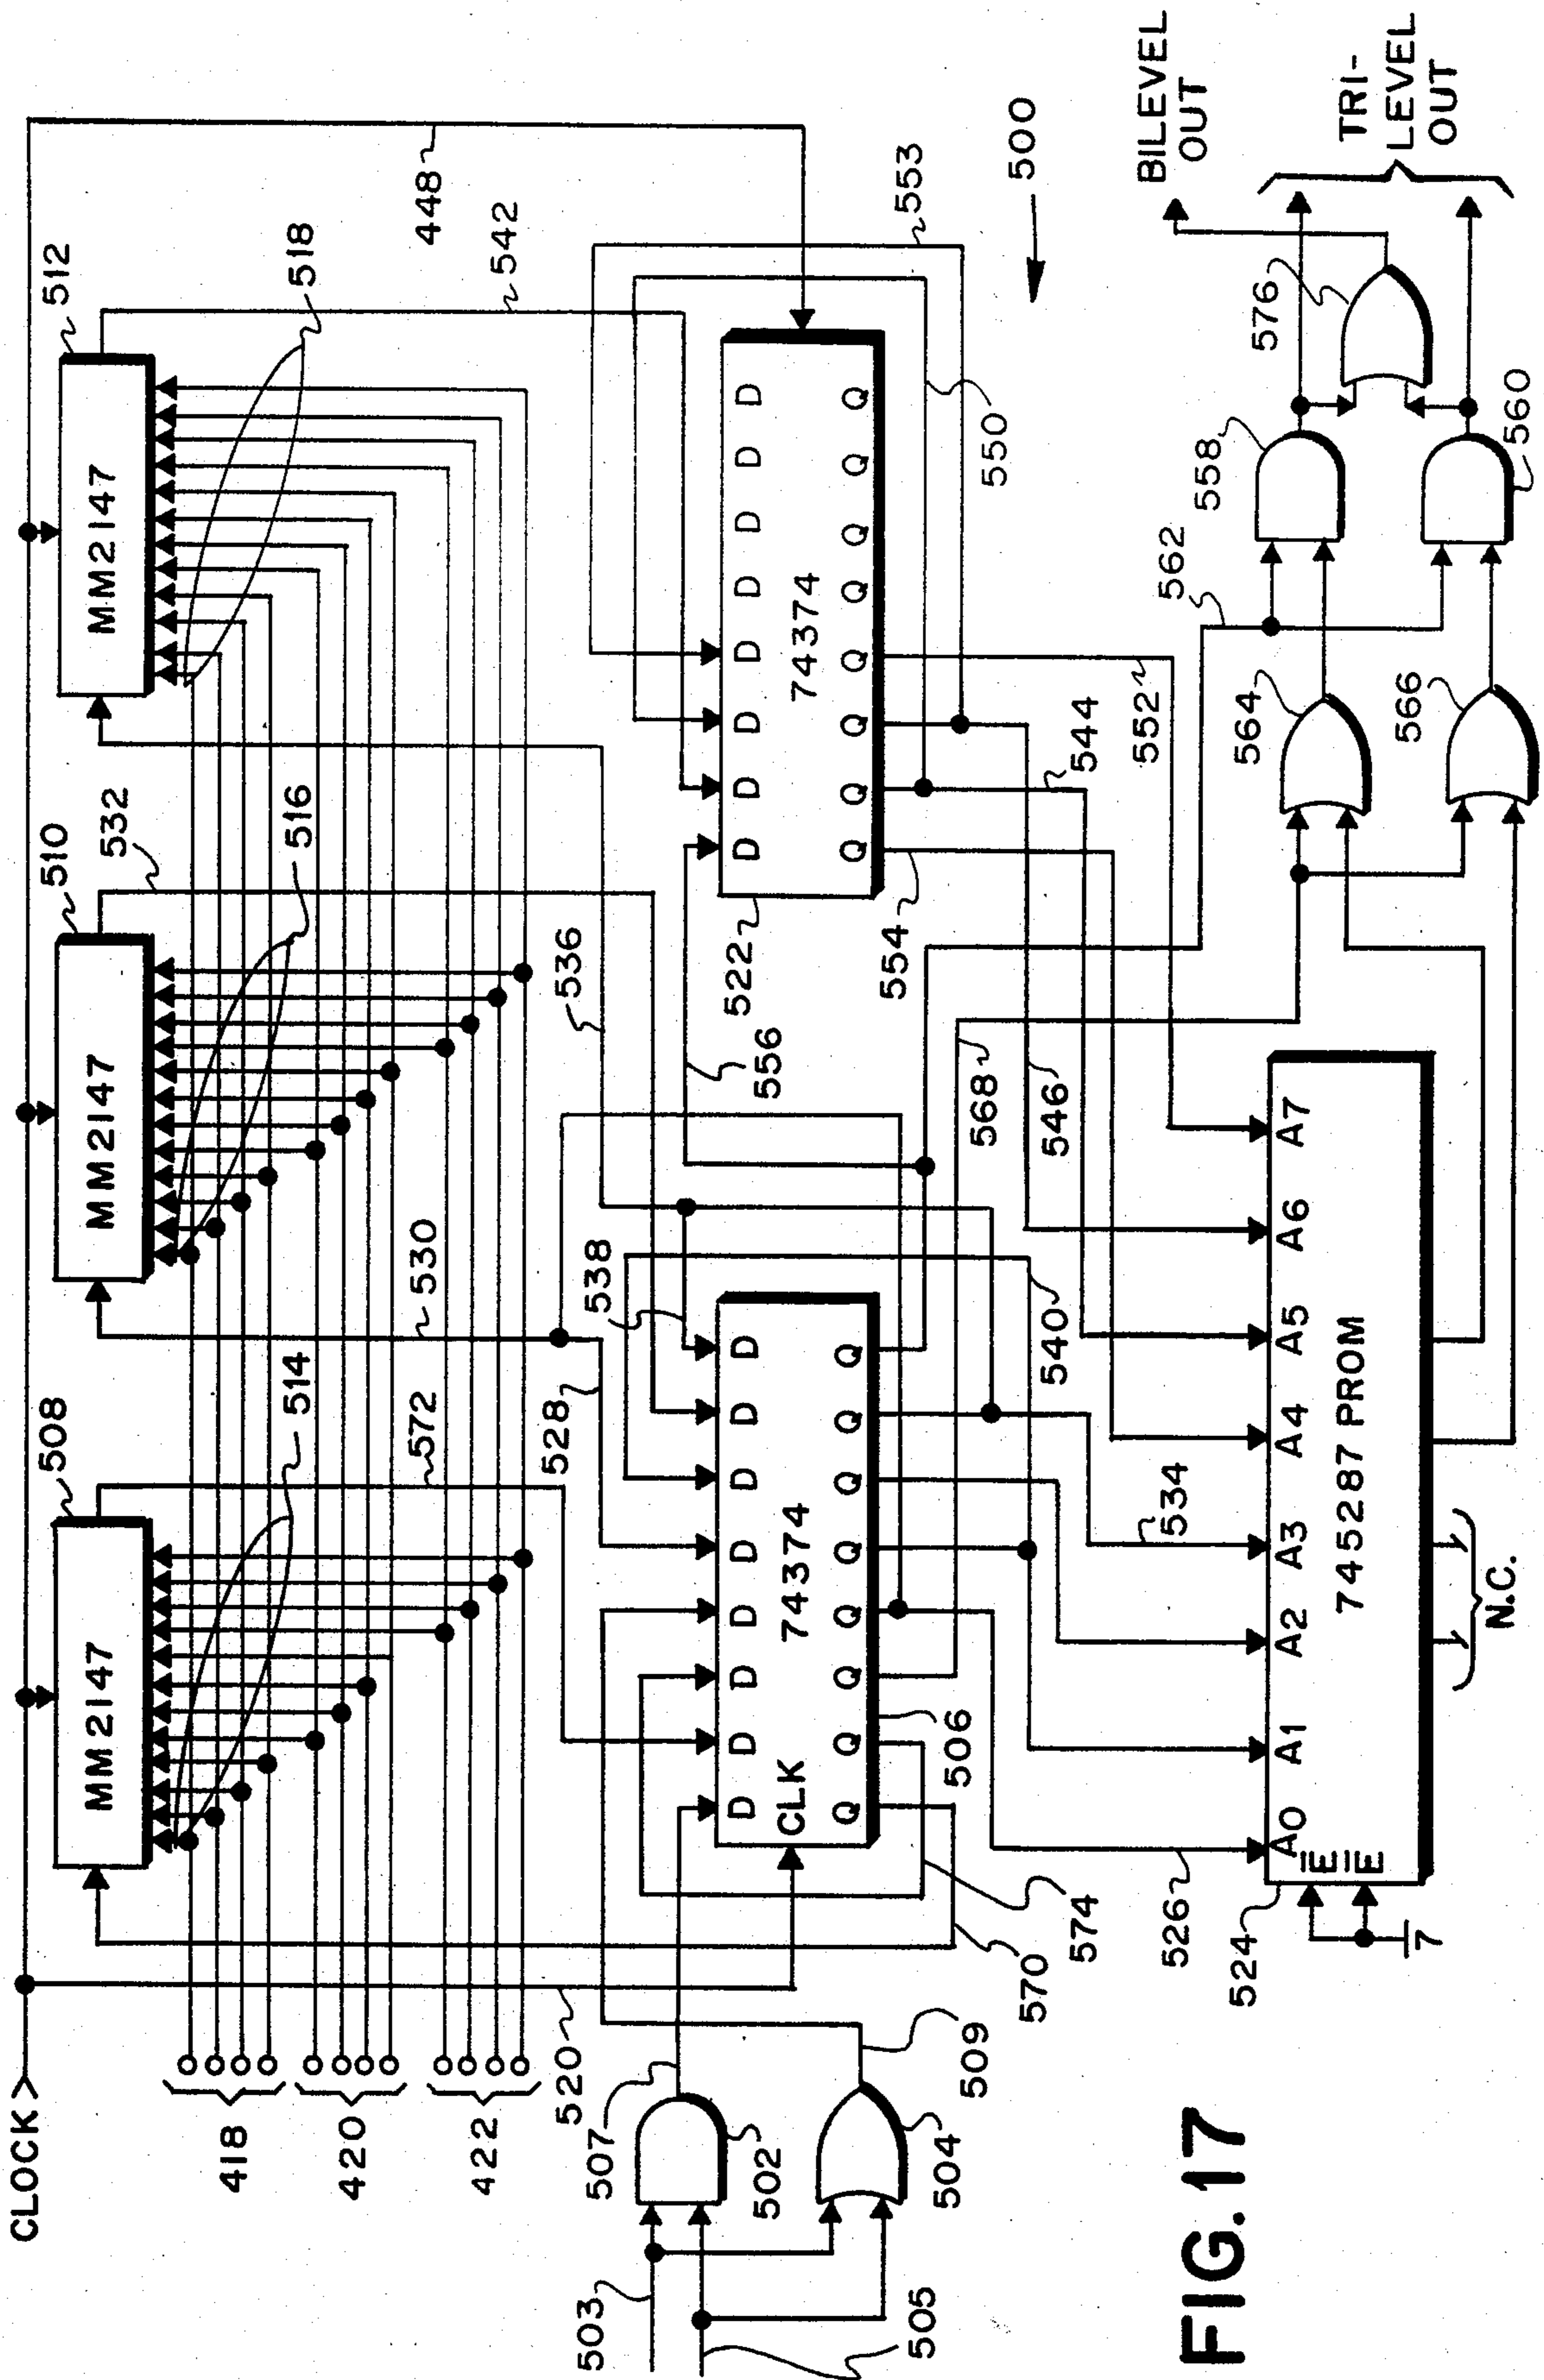 CLOCK >
508
510
512
MM2147
MM2147
MM2147
418
420
422
514
516
518
532
448
542
572
530
520
528
536
507
503
502
505
504
509
538
553
D D D D D D D D
CLK
74374
Q Q Q Q Q Q Q Q
506
522
D D D D D D D D
74374
Q Q Q Q Q Q Q Q
556
554
550
500
570
574
540
568
546
544
552
526
534
562
524
A0 A1 A2 A3 A4 A5 A6 A7
E
E
745287 PROM
N.C.
564
566
558
560
576
BILEVEL
OUT
TRI-
LEVEL
OUT
FIG.17